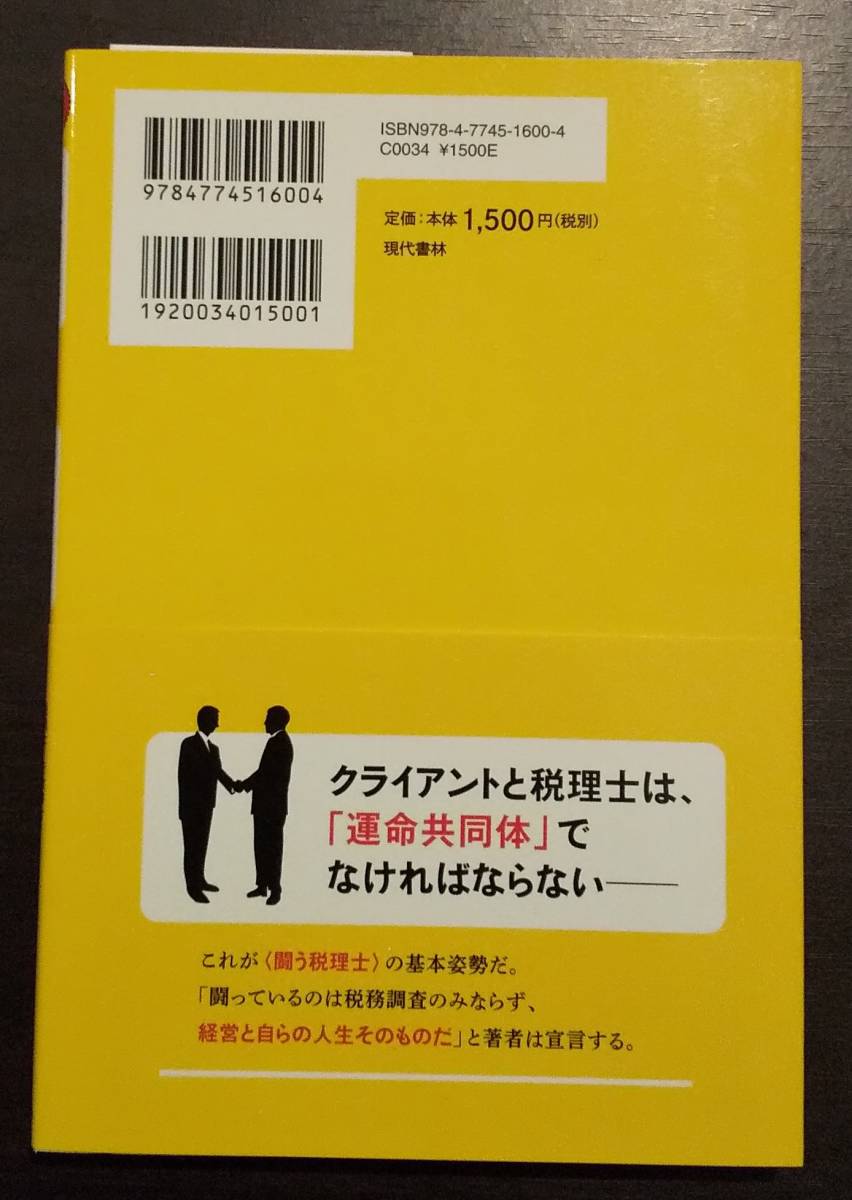 ISBN978-4-7745-1600-4
C0034 ¥1500E
9784774516004
定価:本体1,500円(税別)
現代書林
1920034015001
クライアントと税理士は、
「運命共同体」で
なければならない――
これが〈闘う税理士〉の基本姿勢だ。
「闘っているのは税務調査のみならず、
経営と自らの人生そのものだ」と著者は宣言する。